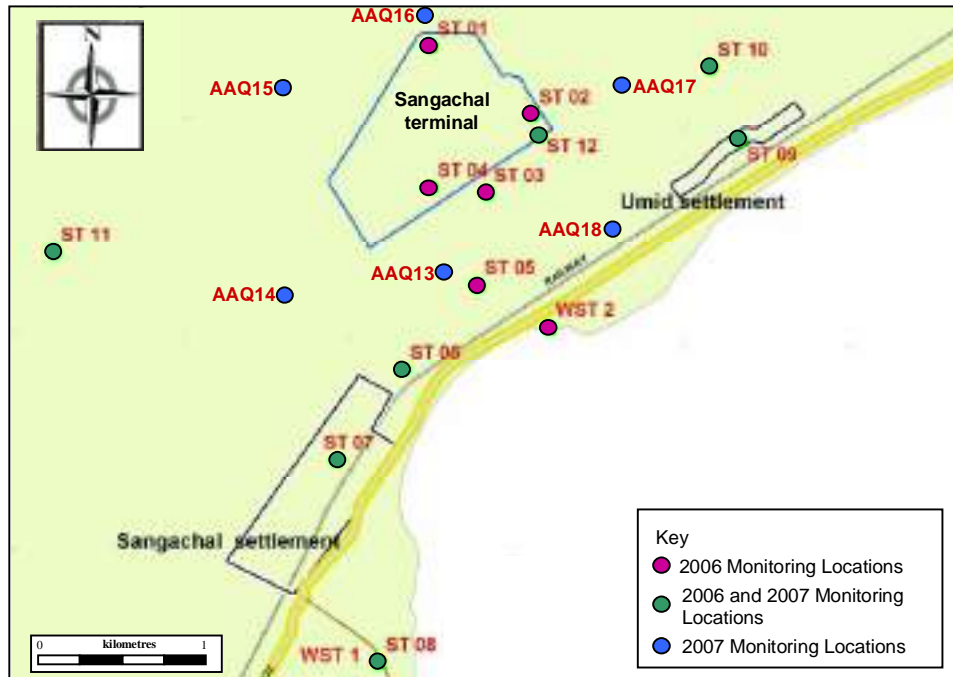 N
AAQ16
ST 01
ST 10
AAQ15
AAQ17
Sangachal
terminal
ST 02
ST 12
ST 09
ST 04
ST 03
Umid settlement
ST 11
AAQ18
AAQ13
ST 05
RAILWAY
AAQ14
WST 2
ST 06
ST 07
Sangachal settlement
WST 1
ST 08
0 kilometres 1
Key
2006 Monitoring Locations
2006 and 2007 Monitoring
Locations
2007 Monitoring Locations